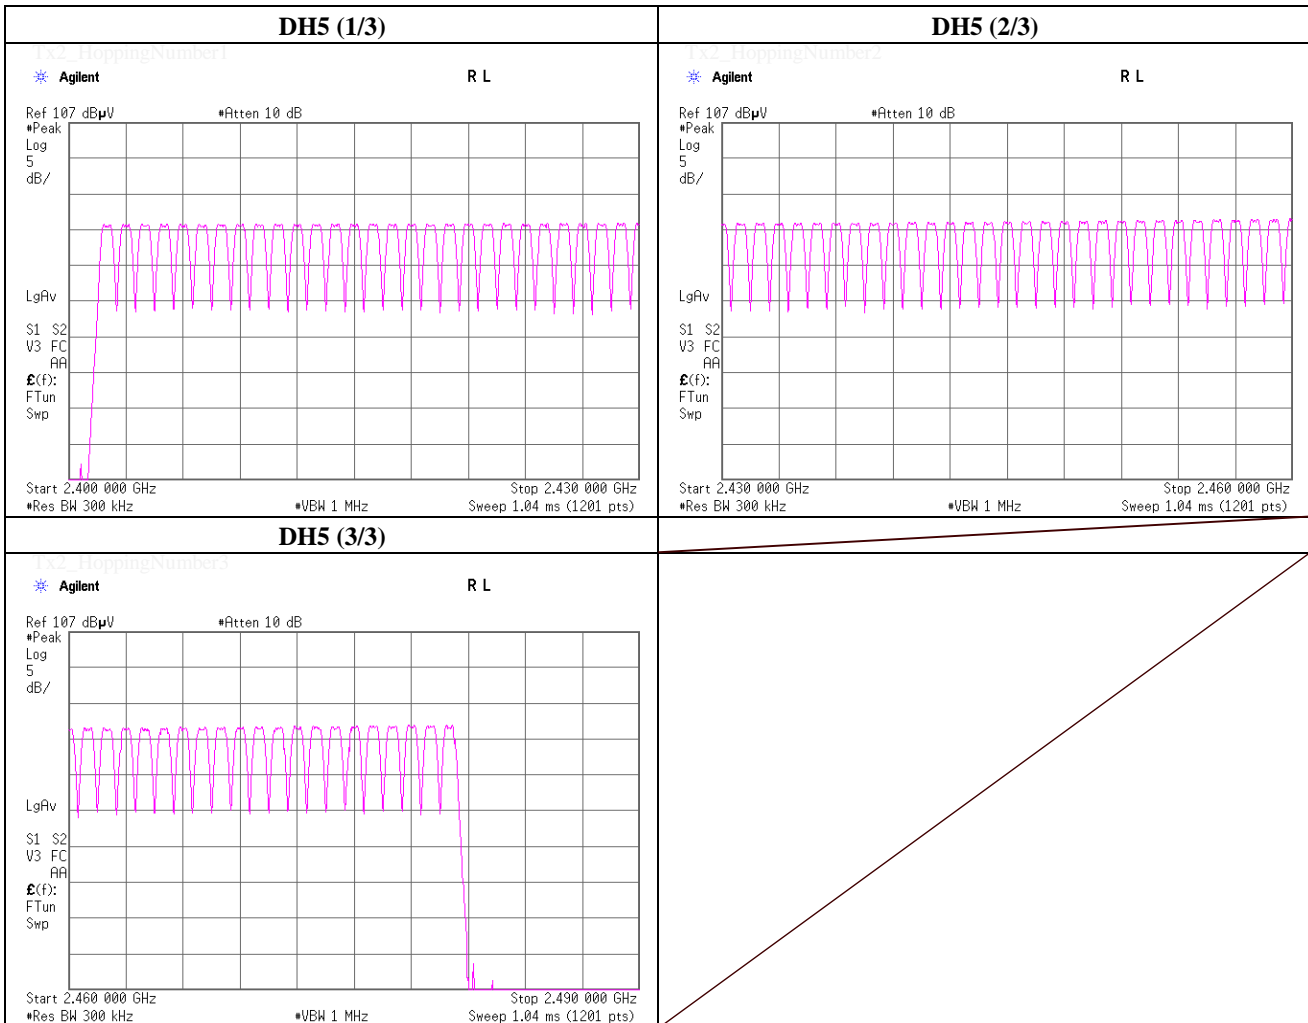 DH5 (1/3)
DH5 (2/3)
Tx2_HoppingNumber1
Agilent
R L
Ref 107 dBµV
#Atten 10 dB
#Peak
Log
5
dB/
LgAv
S1 S2
V3 FC
AA
£(f):
FTun
Swp
Start 2.400 000 GHz
Stop 2.430 000 GHz
#Res BW 300 kHz
#VBW 1 MHz
Sweep 1.04 ms (1201 pts)
Tx2_HoppingNumber2
Agilent
R L
Ref 107 dBµV
#Atten 10 dB
#Peak
Log
5
dB/
LgAv
S1 S2
V3 FC
AA
£(f):
FTun
Swp
Start 2.430 000 GHz
Stop 2.460 000 GHz
#Res BW 300 kHz
#VBW 1 MHz
Sweep 1.04 ms (1201 pts)
DH5 (3/3)
Tx2_HoppingNumber3
Agilent
R L
Ref 107 dBµV
#Atten 10 dB
#Peak
Log
5
dB/
LgAv
S1 S2
V3 FC
AA
£(f):
FTun
Swp
Start 2.460 000 GHz
Stop 2.490 000 GHz
#Res BW 300 kHz
#VBW 1 MHz
Sweep 1.04 ms (1201 pts)